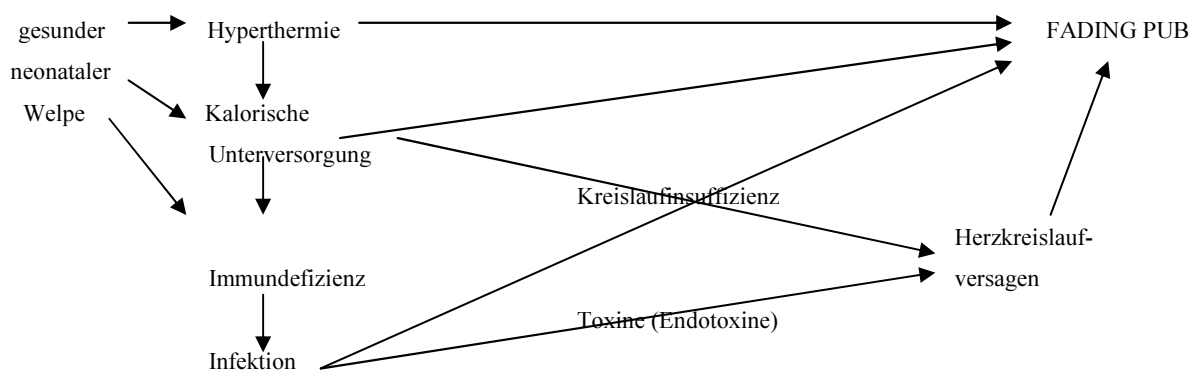 gesunder
neonataler
Welpe
Hyperthermie
Kalorische
Unterversorgung
Immundefizienz
Infektion
Kreislaufinsuffizienz
Toxine (Endotoxine)
Herzkreislauf-
versagen
FADING PUB